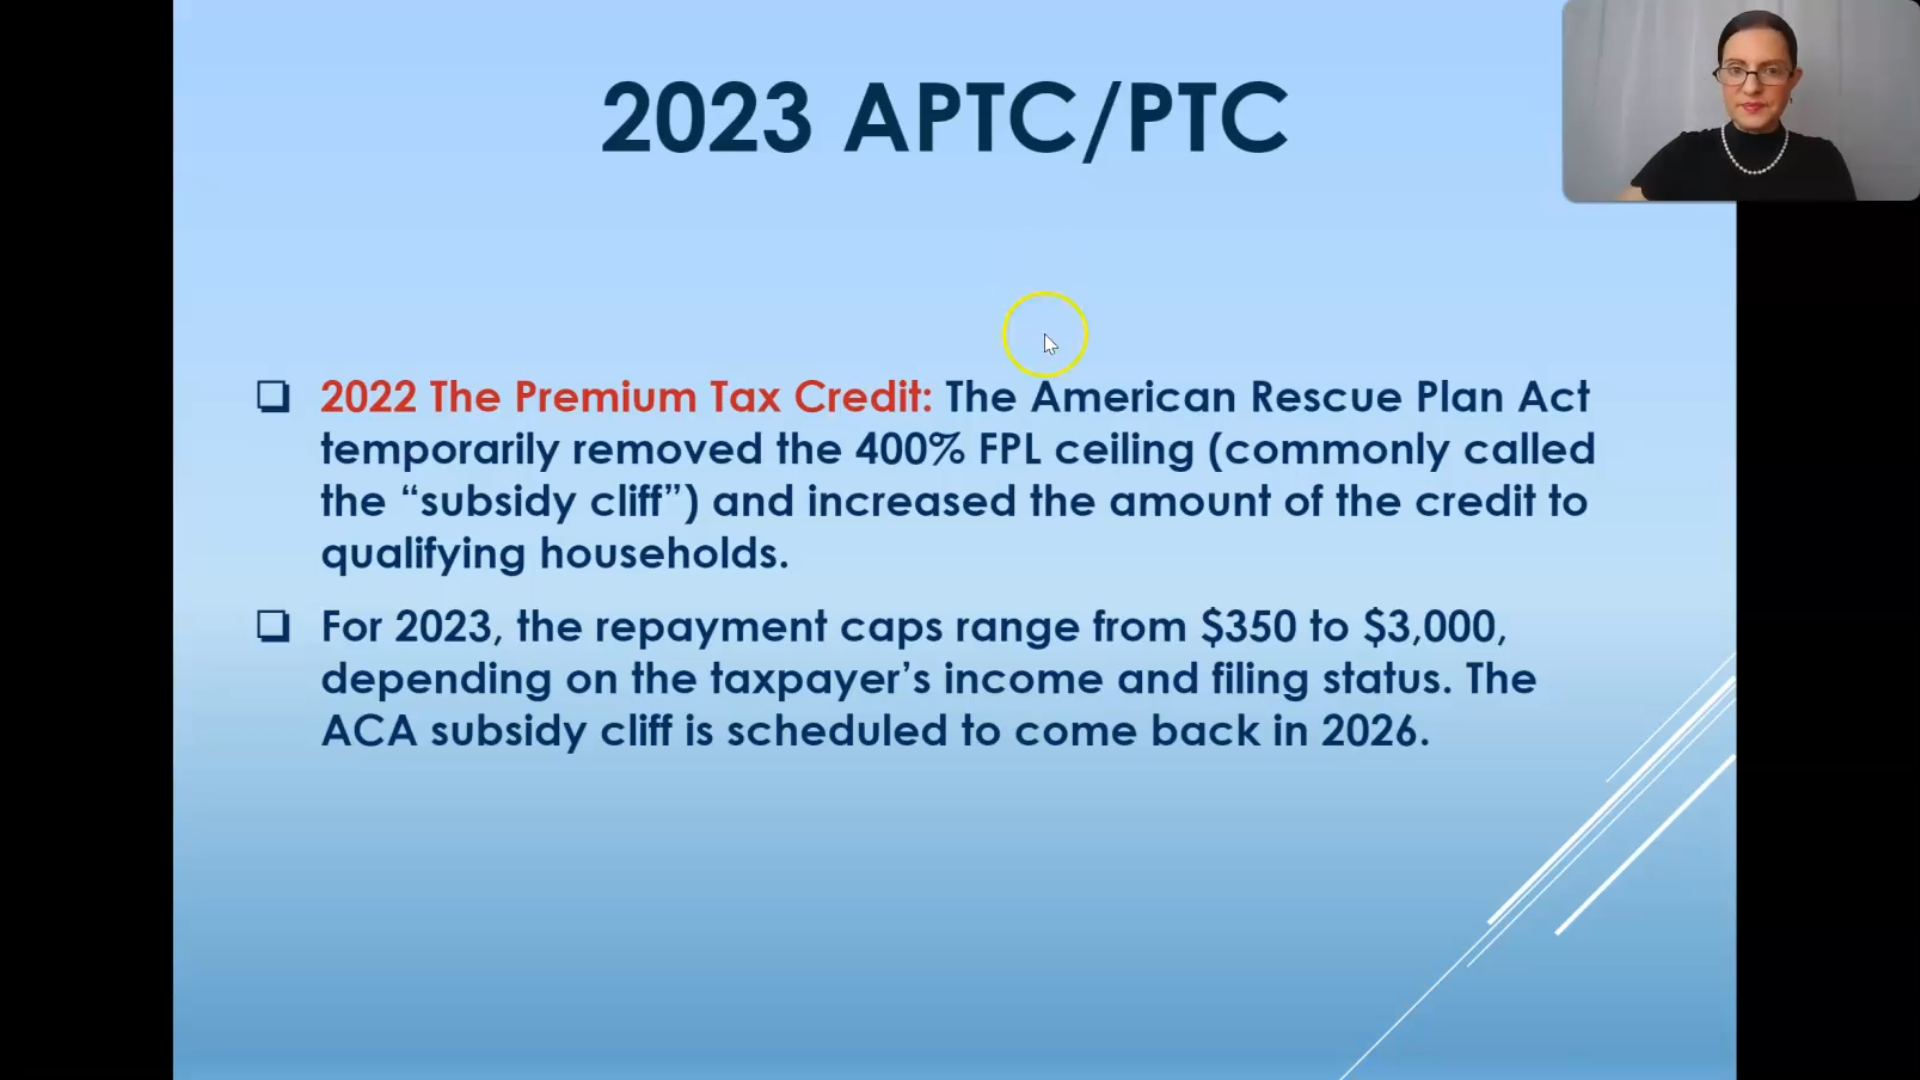 2023 APTC/PTC
❑ 2022 The Premium Tax Credit: The American Rescue Plan Act
temporarily removed the 400% FPL ceiling (commonly called
the “subsidy cliff”) and increased the amount of the credit to
qualifying households.
❑ For 2023, the repayment caps range from $350 to $3,000,
depending on the taxpayer’s income and filing status. The
ACA subsidy cliff is scheduled to come back in 2026.